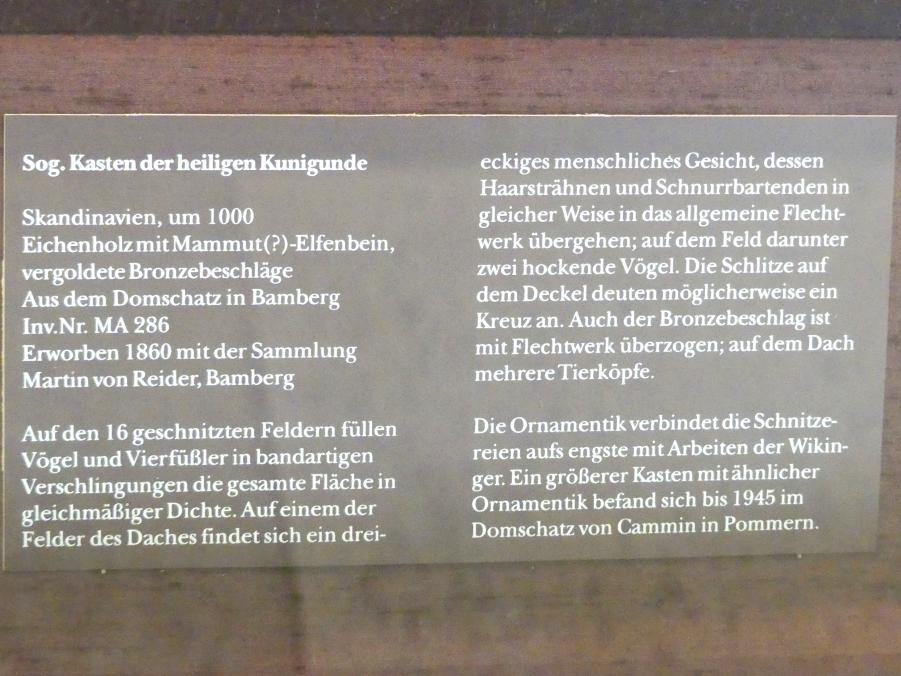 Sog. Kasten der heiligen Kunigunde
Skandinavien, um 1000
Eichenholz mit Mammut(?)-Elfenbein,
vergoldete Bronzebeschläge
Aus dem Domschatz in Bamberg
Inv.Nr. MA 286
Erworben 1860 mit der Sammlung
Martin von Reider, Bamberg
Auf den 16 geschnitzten Feldern füllen
Vögel und Vierfüßler in bandartigen
Verschlingungen die gesamte Fläche in
gleichmäßiger Dichte. Auf einem der
Felder des Daches findet sich ein drei-
eckiges menschliches Gesicht, dessen
Haarsträhnen und Schnurrbartenden in
gleicher Weise in das allgemeine Flecht-
werk übergehen; auf dem Feld darunter
zwei hockende Vögel. Die Schlitze auf
dem Deckel deuten möglicherweise ein
Kreuz an. Auch der Bronzebeschlag ist
mit Flechtwerk überzogen; auf dem Dach
mehrere Tierköpfe.
Die Ornamentik verbindet die Schnitze-
reien aufs engste mit Arbeiten der Wikin-
ger. Ein größerer Kasten mit ähnlicher
Ornamentik befand sich bis 1945 im
Domschatz von Cammin in Pommern.